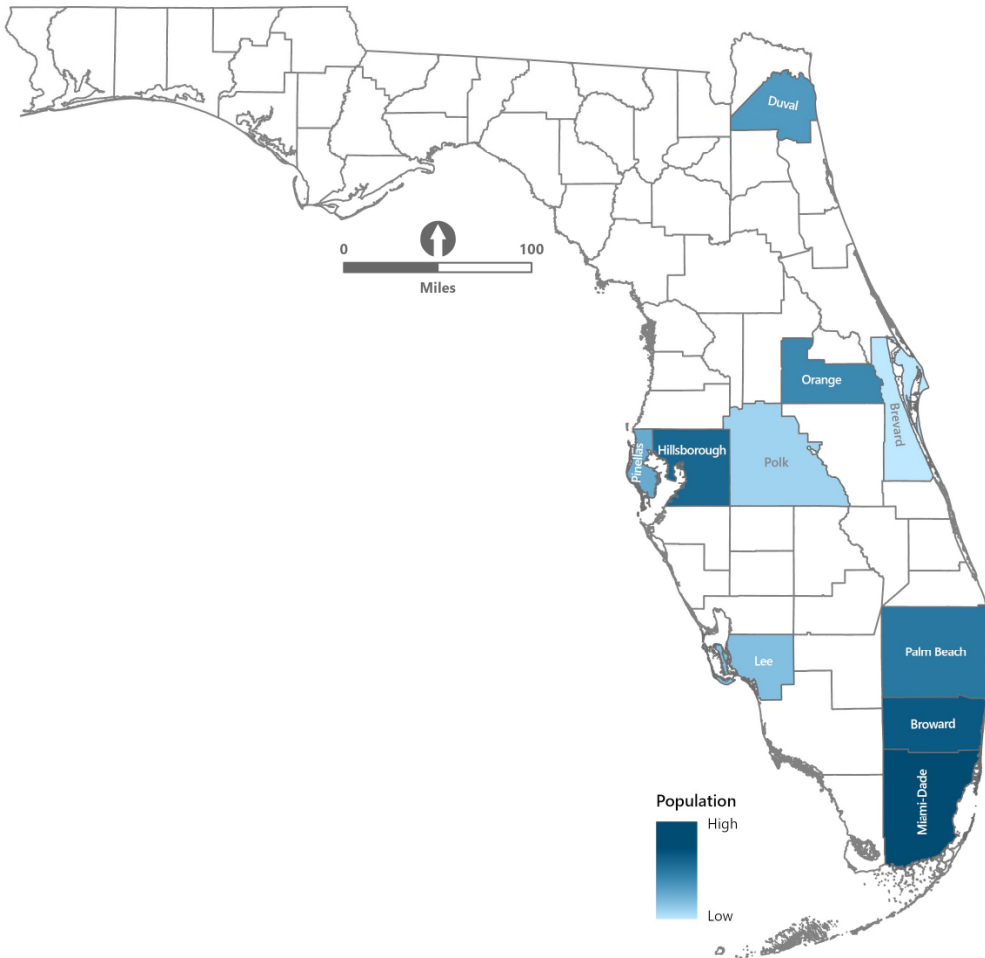 Duval
0 100
Miles
Orange
Brevard
Pinellas
Hillsborough
Polk
Lee
Palm Beach
Broward
Miami-Dade
Population
High
Low